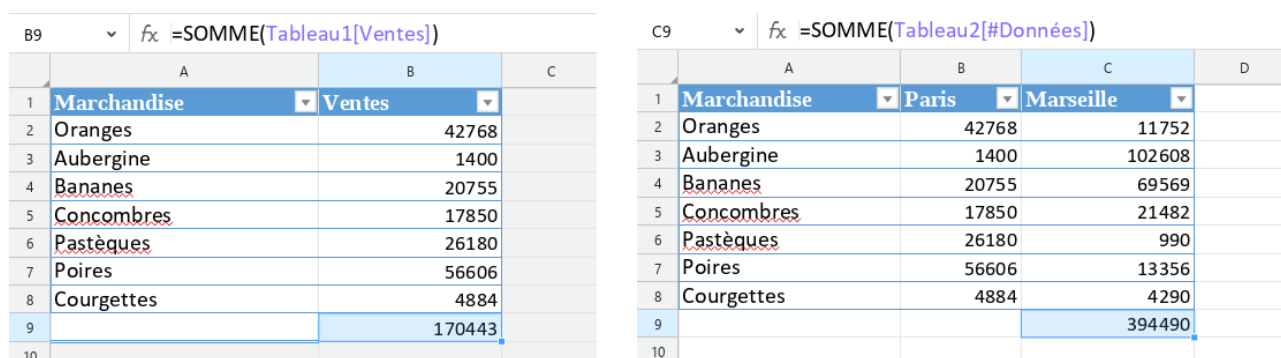 B9 fx =SOMME(Tableau1[Ventes])
A B C
1 Marchandise Ventes
2 Oranges 42768
3 Aubergine 1400
4 Bananes 20755
5 Concombres 17850
6 Pastèques 26180
7 Poires 56606
8 Courgettes 4884
9 170443
10
C9 fx =SOMME(Tableau2[#Données])
A B C D
1 Marchandise Paris Marseille
2 Oranges 42768 11752
3 Aubergine 1400 102608
4 Bananes 20755 69569
5 Concombres 17850 21482
6 Pastèques 26180 990
7 Poires 56606 13356
8 Courgettes 4884 4290
9 394490
10